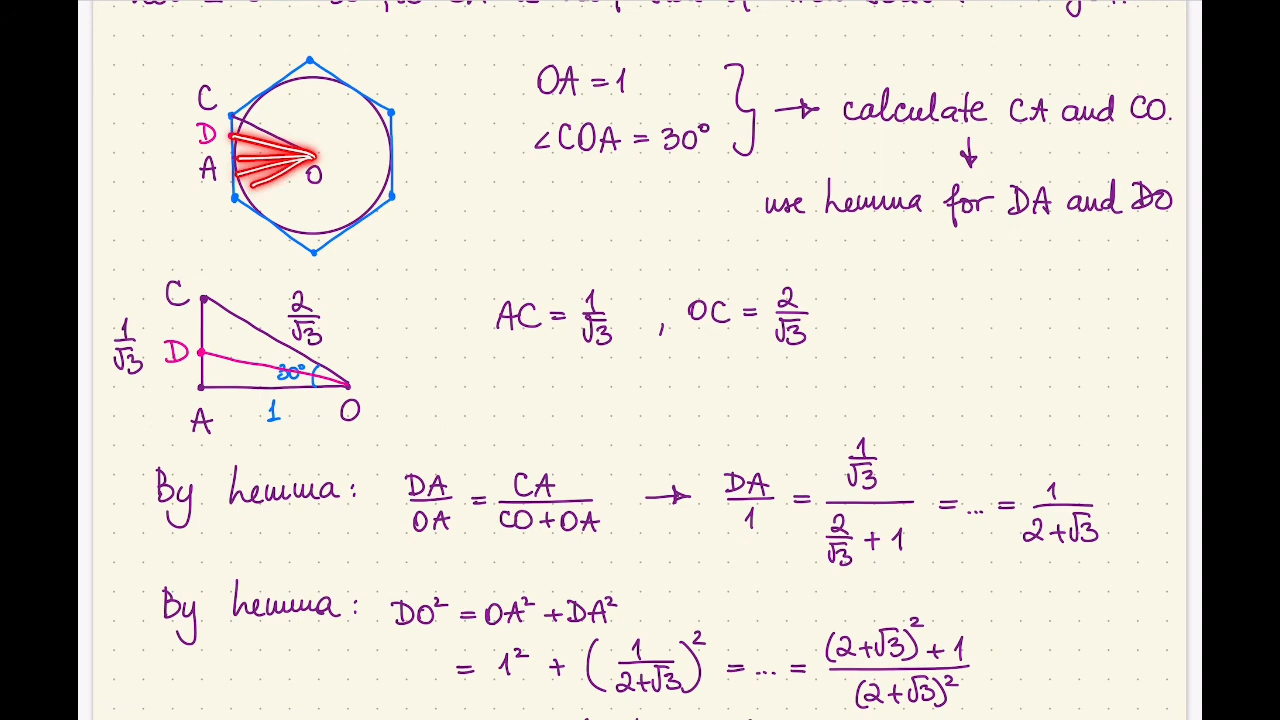 C
D
A
O
OA = 1
∠COA = 30°
→ calculate CA and CO.
↓
use lemma for DA and DO
C
2/√3
1/√3
D
30°
A
1
O
AC = 1/√3 , OC = 2/√3
By lemma: DA/OA = CA/(CO+OA) → DA/1 = (1/√3)/(2/√3 + 1) = ... = 1/(2+√3)
By lemma: DO² = OA² + DA²
= 1² + (1/(2+√3))² = ... = ((2+√3)² + 1)/(2+√3)²